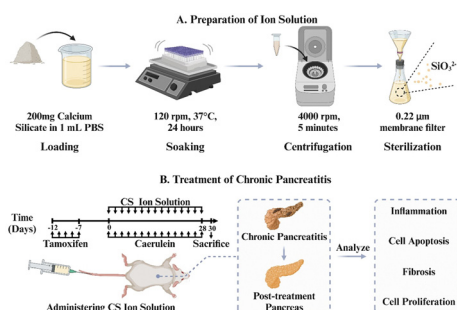 A. Preparation of Ion Solution
SiO₃²⁻
200mg Calcium
Silicate in 1 mL PBS
120 rpm, 37°C,
24 hours
4000 rpm,
5 minutes
0.22 μm
membrane filter
Loading
Soaking
Centrifugation
Sterilization
B. Treatment of Chronic Pancreatitis
CS Ion Solution
Time
(Days)
-12
-7
0
28
30
Tamoxifen
Caerulein
Sacrifice
Administering CS Ion Solution
Chronic Pancreatitis
Post-treatment
Pancreas
Analyze
Inflammation
Cell Apoptosis
Fibrosis
Cell Proliferation